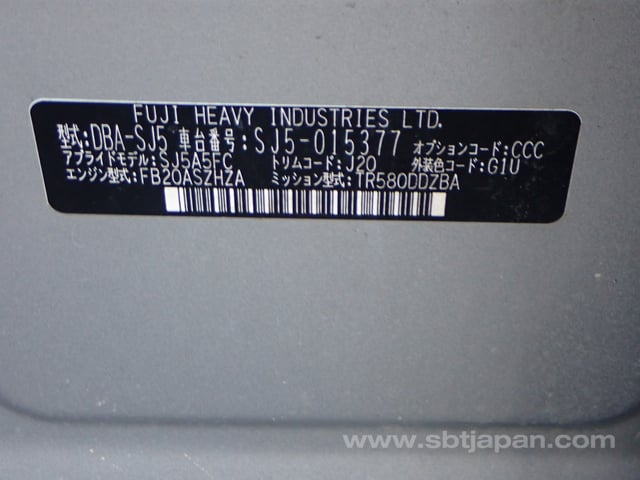 FUJI HEAVY INDUSTRIES LTD.
型式:DBA-SJ5 車台番号:SJ5-015377 オプションコード:CCC
アプライドモデル:SJ5A5FC トリムコード:J20 外装色コード:G1U
エンジン型式:FB20ASZHZA ミッション型式:TR580DDZBA
www.sbtjapan.com